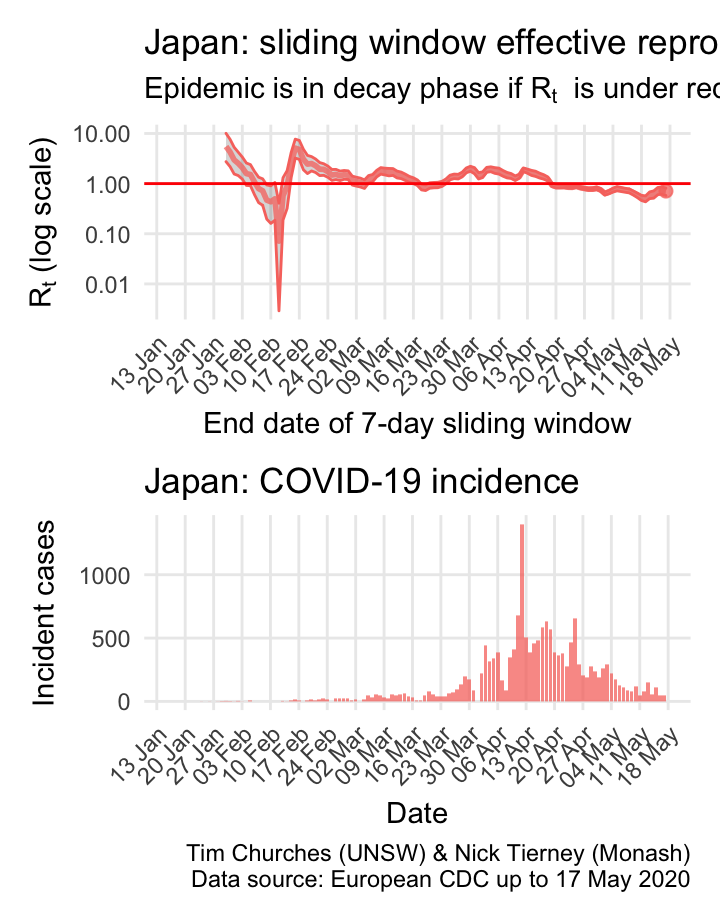 Japan: sliding window effective repro
Epidemic is in decay phase if Rt is under rec
Rt (log scale)
10.00
1.00
0.10
0.01
13 Jan
20 Jan
27 Jan
03 Feb
10 Feb
17 Feb
24 Feb
02 Mar
09 Mar
16 Mar
23 Mar
30 Mar
06 Apr
13 Apr
20 Apr
27 Apr
04 May
11 May
18 May
End date of 7-day sliding window
Japan: COVID-19 incidence
Incident cases
1000
500
0
13 Jan
20 Jan
27 Jan
03 Feb
10 Feb
17 Feb
24 Feb
02 Mar
09 Mar
16 Mar
23 Mar
30 Mar
06 Apr
13 Apr
20 Apr
27 Apr
04 May
11 May
18 May
Date
Tim Churches (UNSW) & Nick Tierney (Monash)
Data source: European CDC up to 17 May 2020